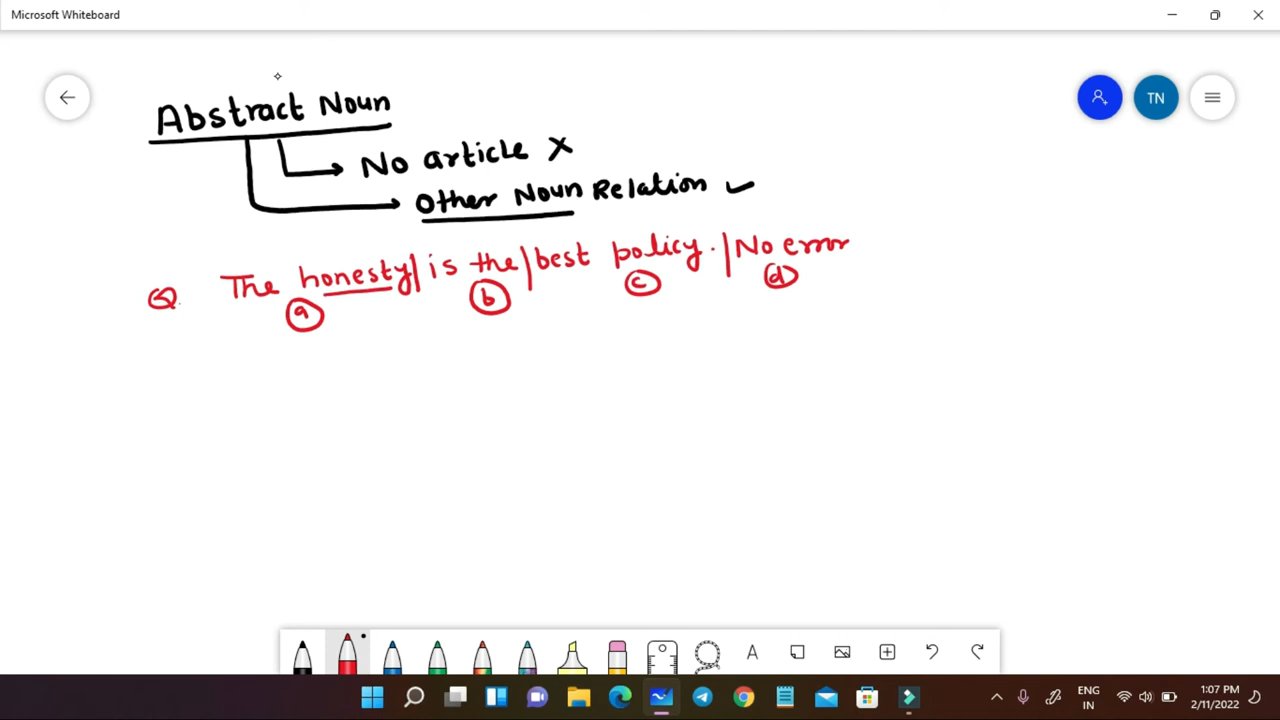 Microsoft Whiteboard
TN
Abstract Noun
No article X
Other Noun Relation ✓
Q. The honesty / is the / best policy. / No error
a b c d
A
ENG
IN
1:07 PM
2/11/2022